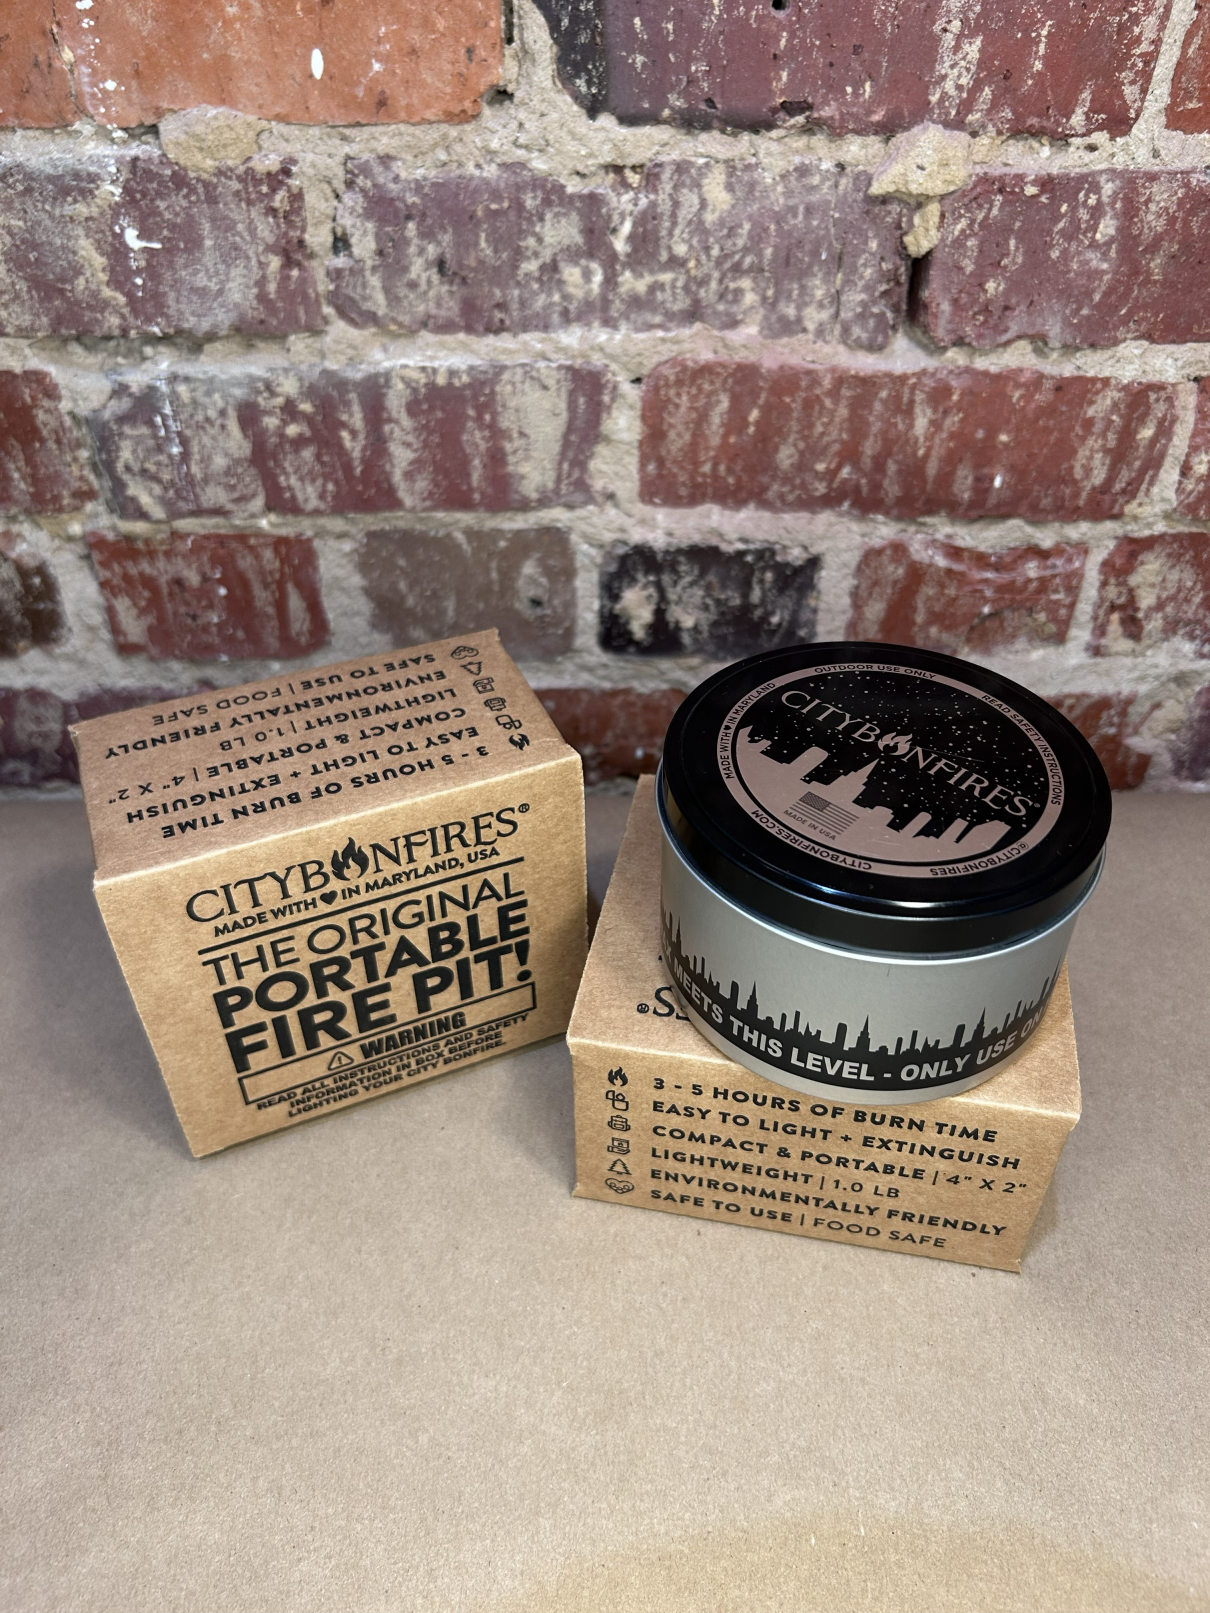 SAFE TO USE | FOOD SAFE
ENVIRONMENTALLY FRIENDLY
LIGHTWEIGHT | 1.0 LB
COMPACT & PORTABLE | 4" X 2"
EASY TO LIGHT + EXTINGUISH
3 - 5 HOURS OF BURN TIME
CITYBONFIRES®
MADE WITH ♥ IN MARYLAND, USA
THE ORIGINAL
PORTABLE
FIRE PIT!
⚠ WARNING
READ ALL INSTRUCTIONS AND SAFETY
INFORMATION IN BOX BEFORE
LIGHTING YOUR CITY BONFIRE.
OUTDOOR USE ONLY
READ SAFETY INSTRUCTIONS
@CITYBONFIRES
CITYBONFIRES.COM
MADE WITH ♥ IN MARYLAND
CITYBONFIRES®
MADE IN USA
MEETS THIS LEVEL - ONLY USE
3 - 5 HOURS OF BURN TIME
EASY TO LIGHT + EXTINGUISH
COMPACT & PORTABLE | 4" X 2"
LIGHTWEIGHT | 1.0 LB
ENVIRONMENTALLY FRIENDLY
SAFE TO USE | FOOD SAFE